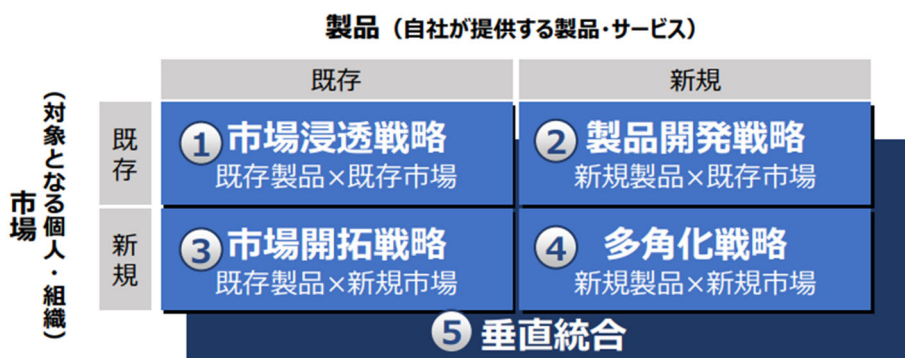 製品（自社が提供する製品・サービス）
既存
新規
市場
（対象となる個人・組織）
既存
① 市場浸透戦略
既存製品×既存市場
② 製品開発戦略
新規製品×既存市場
新規
③ 市場開拓戦略
既存製品×新規市場
④ 多角化戦略
新規製品×新規市場
⑤ 垂直統合